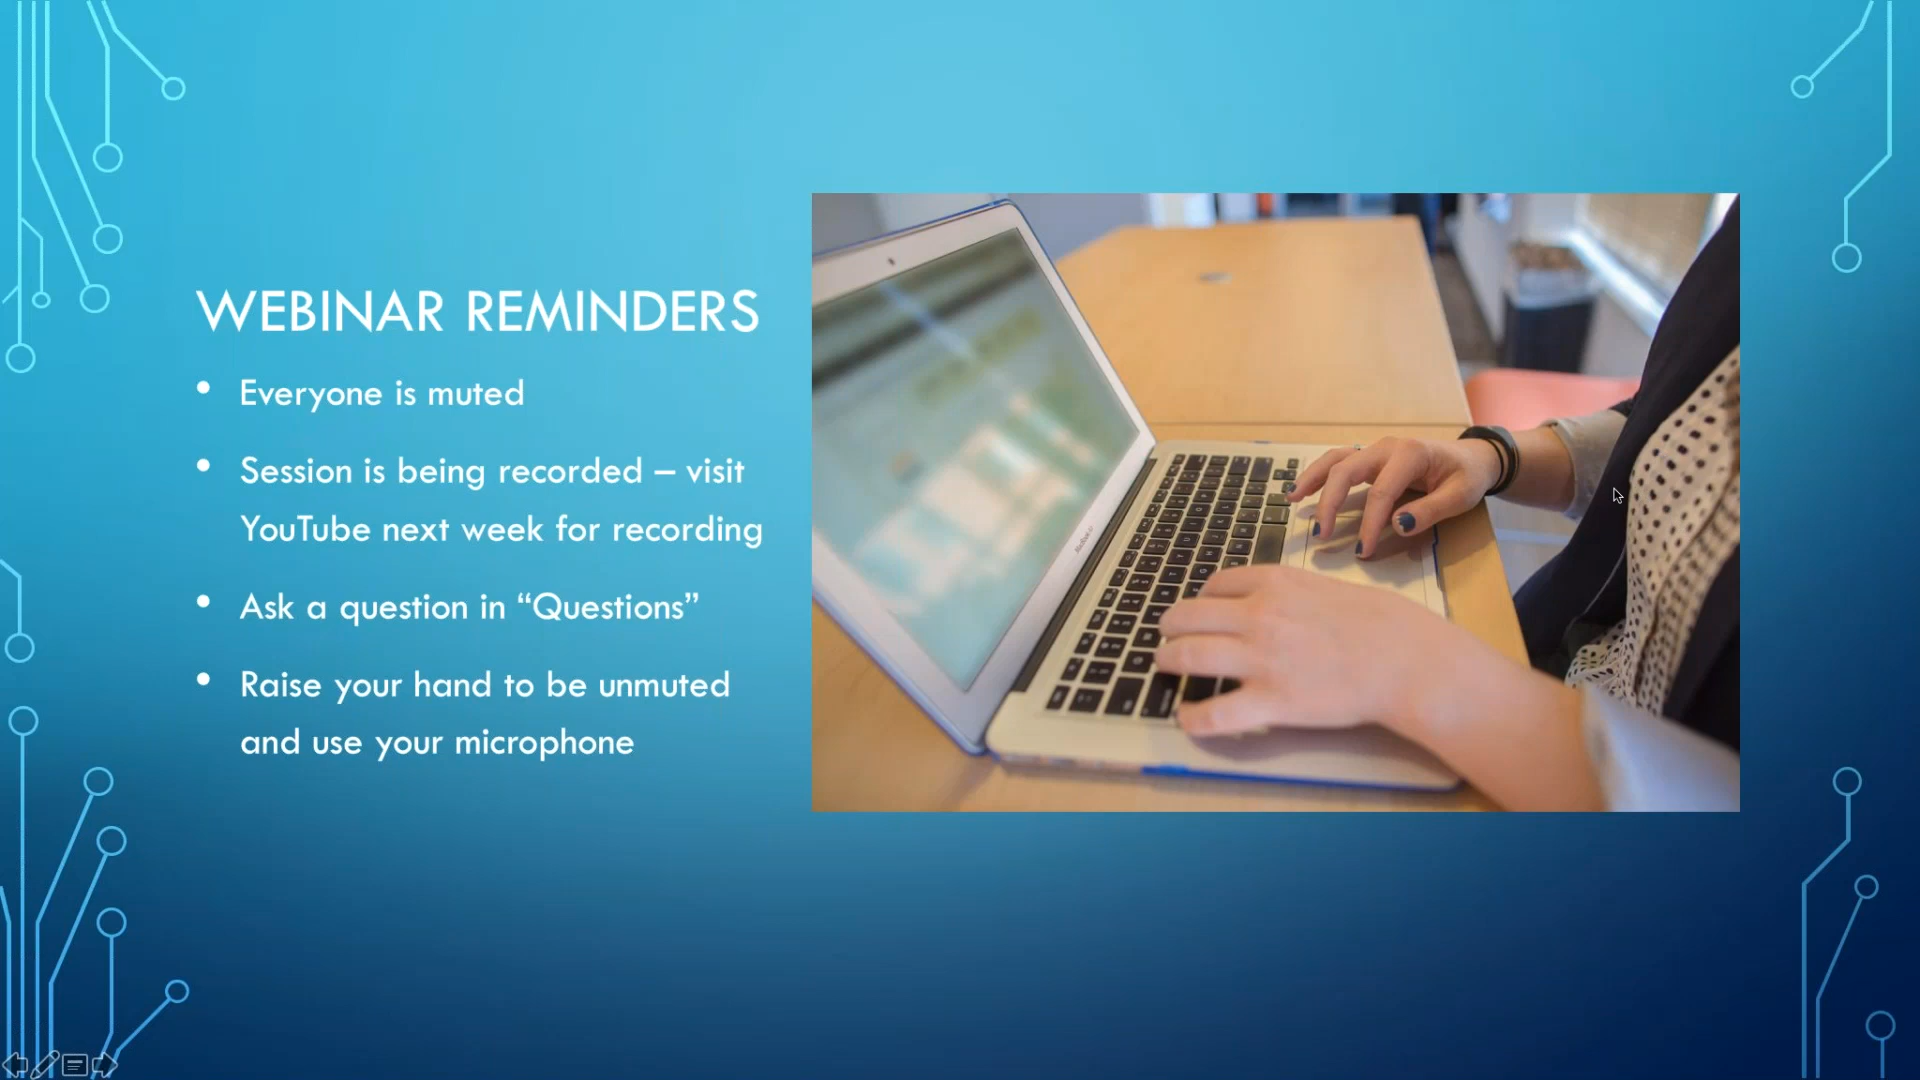 WEBINAR REMINDERS
• Everyone is muted
• Session is being recorded – visit
YouTube next week for recording
• Ask a question in “Questions”
• Raise your hand to be unmuted
and use your microphone